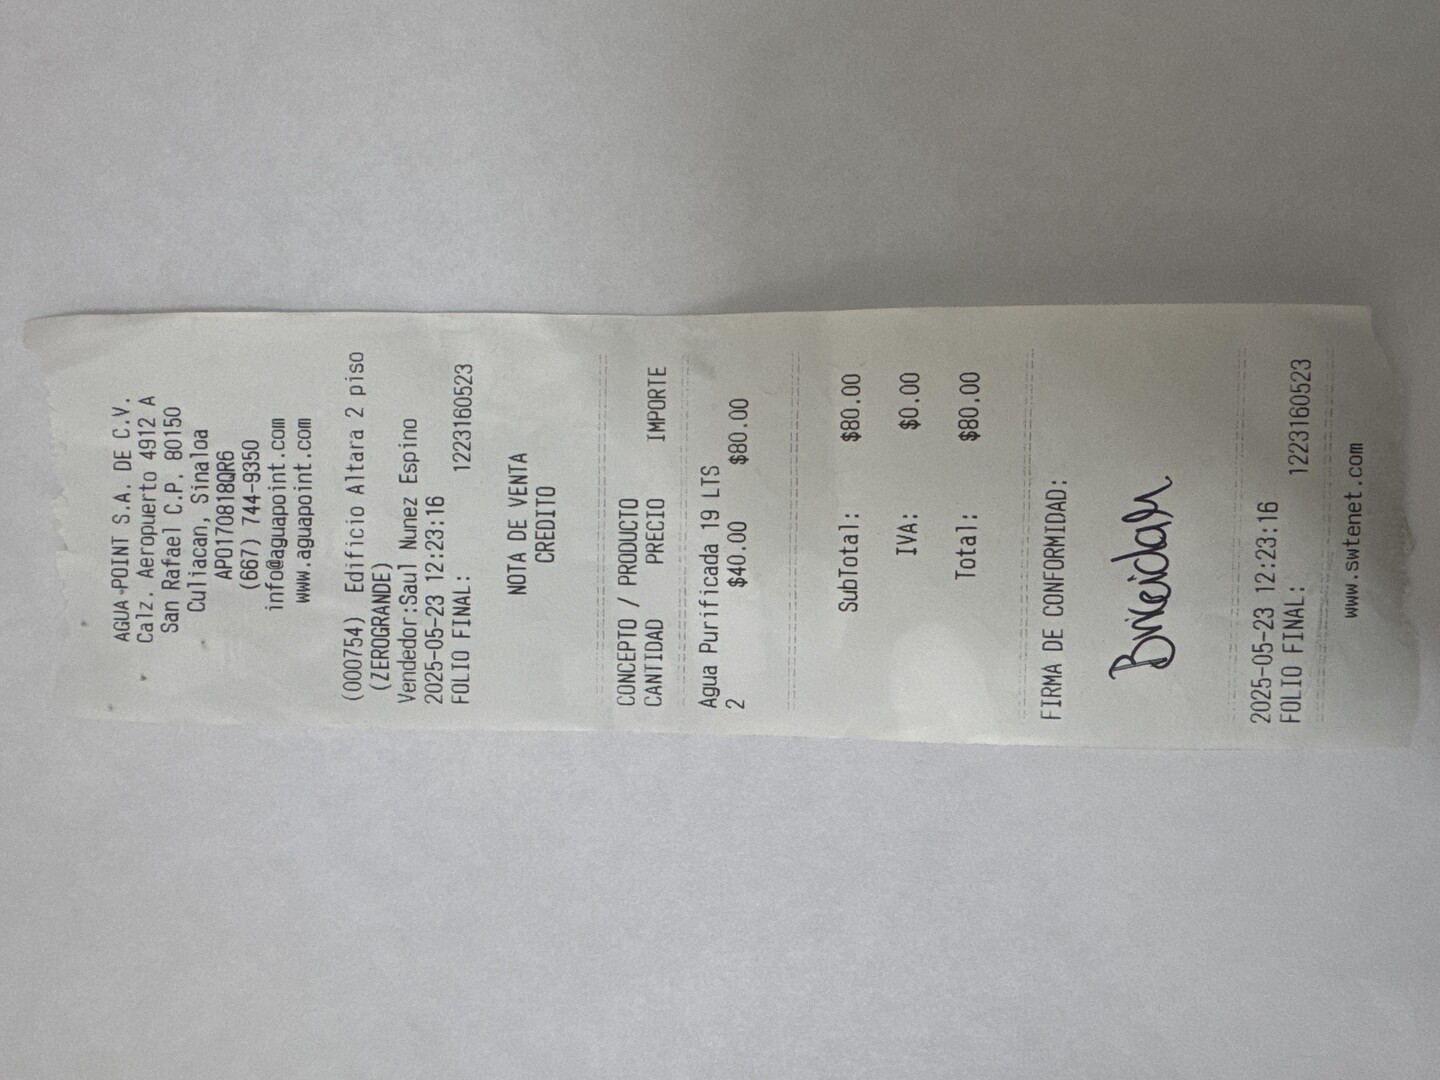 AGUA-POINT S.A. DE C.V.
Calz. Aeropuerto 4912 A
San Rafael C.P. 80150
Culiacan, Sinaloa
APO170818QR6
(667) 744-9350
info@aguapoint.com
www.aguapoint.com
(000754) Edificio Altara 2 piso
(ZEROGRANDE)
Vendedor:Saul Nunez Espino
2025-05-23 12:23:16
FOLIO FINAL: 1223160523
NOTA DE VENTA
CREDITO
CONCEPTO / PRODUCTO
CANTIDAD PRECIO IMPORTE
Agua Purificada 19 LTS
2 $40.00 $80.00
SubTotal: $80.00
IVA: $0.00
Total: $80.00
FIRMA DE CONFORMIDAD:
2025-05-23 12:23:16
FOLIO FINAL: 1223160523
www.swtenet.com